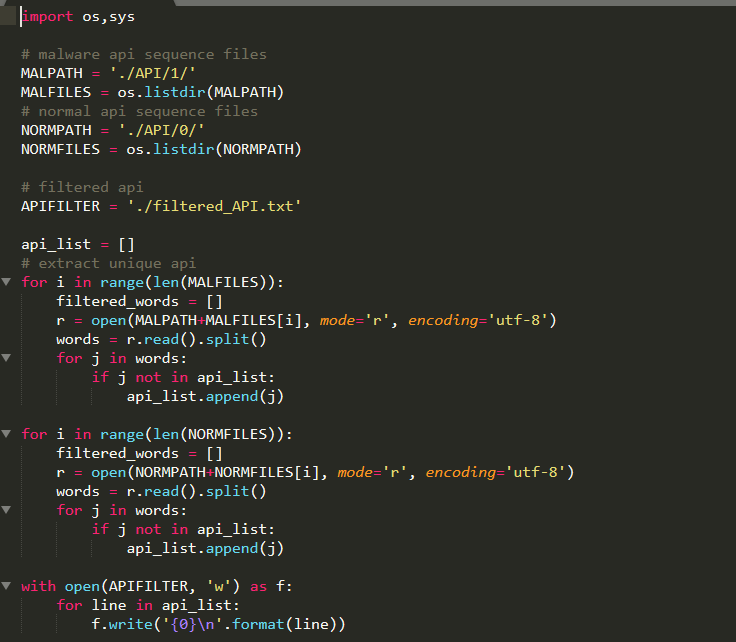 import os,sys

# malware api sequence files
MALPATH = './API/1/'
MALFILES = os.listdir(MALPATH)
# normal api sequence files
NORMPATH = './API/0/'
NORMFILES = os.listdir(NORMPATH)

# filtered api
APIFILTER = './filtered_API.txt'

api_list = []
# extract unique api
for i in range(len(MALFILES)):
    filtered_words = []
    r = open(MALPATH+MALFILES[i], mode='r', encoding='utf-8')
    words = r.read().split()
    for j in words:
        if j not in api_list:
            api_list.append(j)

for i in range(len(NORMFILES)):
    filtered_words = []
    r = open(NORMPATH+NORMFILES[i], mode='r', encoding='utf-8')
    words = r.read().split()
    for j in words:
        if j not in api_list:
            api_list.append(j)

with open(APIFILTER, 'w') as f:
    for line in api_list:
        f.write('{0}\n'.format(line))